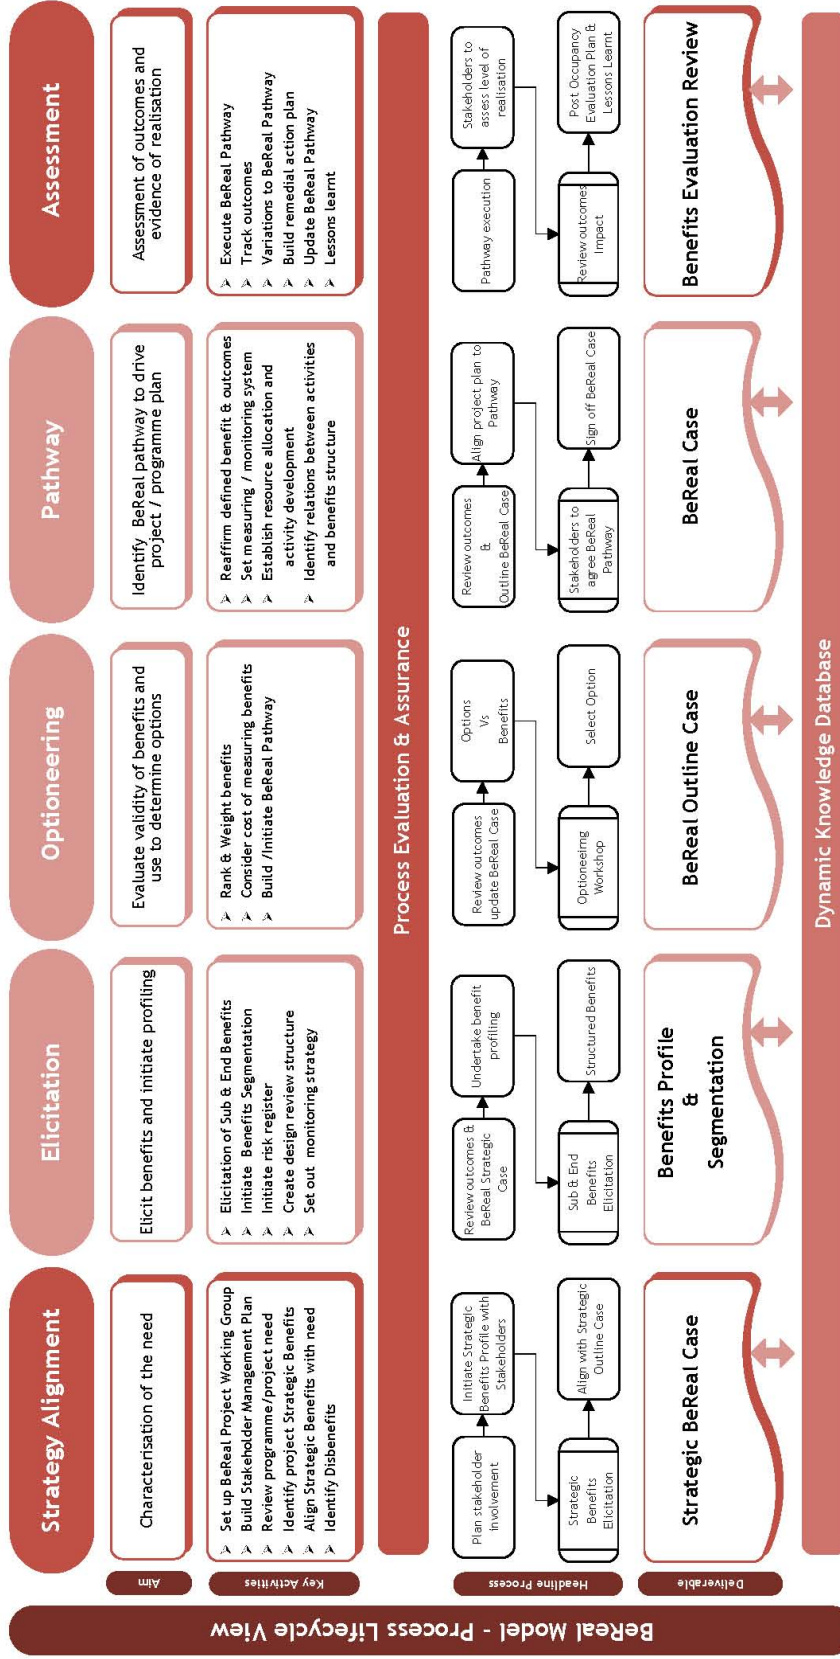 BeReal Model - Process Lifecycle View
Aim
Key Activities
Headline Process
Deliverable
Strategy Alignment
Characterisation of the need
Set up BeReal Project Working Group
Build Stakeholder Management Plan
Review programme/project need
Identify project Strategic Benefits
Align Strategic Benefits with need
Identify Disbenefits
Elicitation
Elicit benefits and initiate profiling
Elicitation of Sub & End Benefits
Initiate Benefits Segmentation
Initiate risk register
Create design review structure
Set out monitoring strategy
Optioneering
Evaluate validity of benefits and
use to determine options
Rank & Weight benefits
Consider cost of measuring benefits
Build /Initiate BeReal Pathway
Pathway
Identify BeReal pathway to drive
project / programme plan
Reaffirm defined benefit & outcomes
Set measuring / monitoring system
Establish resource allocation and
activity development
Identify relations between activities
and benefits structure
Assessment
Assessment of outcomes and
evidence of realisation
Execute BeReal Pathway
Track outcomes
Variations to BeReal Pathway
Build remedial action plan
Update BeReal Pathway
Lessons learnt
Process Evaluation & Assurance
Plan stakeholder
involvement
Initiate Strategic
Benefits Profile with
Stakeholders
Strategic
Benefits
Elicitation
Align with Strategic
Outline Case
Review outcomes &
BeReal Strategic
Case
Undertake benefit
profiling
Sub & End
Benefits
Elicitation
Structured Benefits
Review outcomes
update BeReal Case
Options
Vs
Benefits
Optioneeirng
Workshop
Select Option
Review outcomes
&
Outline BeReal Case
Align project plan to
Pathway
Stakeholders to
agree BeReal
Pathway
Sign off BeReal Case
Pathway execution
Stakeholders to
assess level of
realisation
Review outcomes
Impact
Post Occupancy
Evaluation Plan &
Lessons Learnt
Strategic BeReal Case
Benefits Profile
&
Segmentation
BeReal Outline Case
BeReal Case
Benefits Evaluation Review
Dynamic Knowledge Database